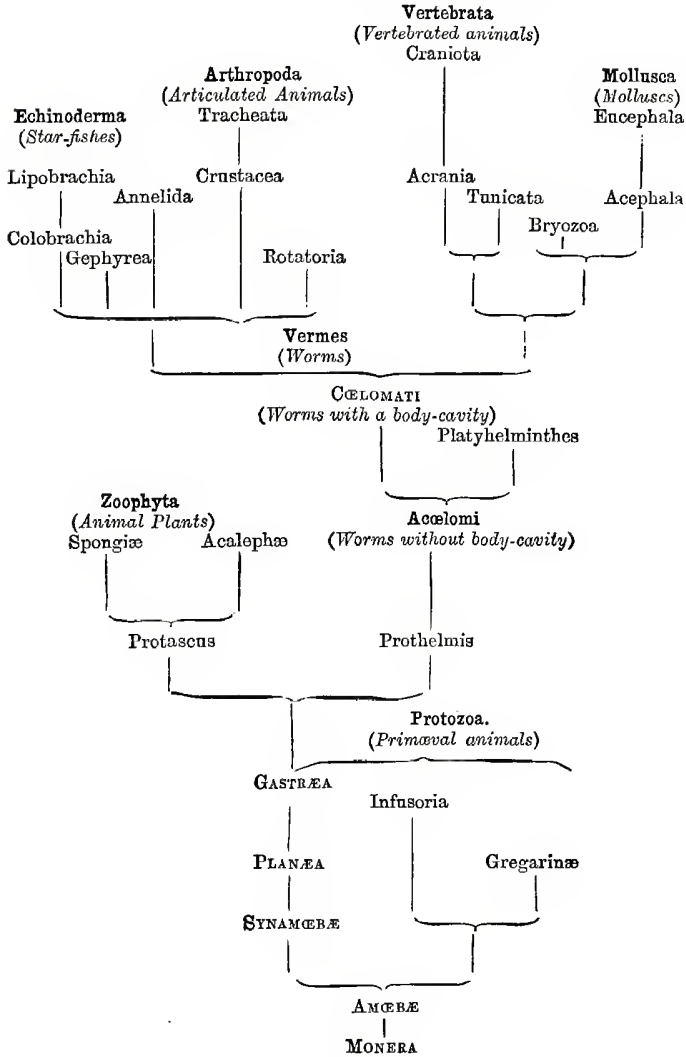 Vertebrata
(Vertebrated animals)
Craniota
Arthropoda
(Articulated Animals)
Tracheata
Mollusca
(Molluscs)
Eucephala
Echinoderma
(Star-fishes)
Lipobrachia
Crustacea
Acrania
Annelida
Tunicata
Acephala
Bryozoa
Colobrachia
Gephyrea
Rotatoria
Vermes
(Worms)
CŒLOMATI
(Worms with a body-cavity)
Platyhelminthes
Zoophyta
(Animal Plants)
Spongiæ
Acalephæ
Acœlomi
(Worms without body-cavity)
Protascus
Prothelmis
Protozoa.
(Primæval animals)
GASTRÆA
Infusoria
PLANÆA
Gregarinæ
SYNAMŒBÆ
AMŒBÆ
MONERA